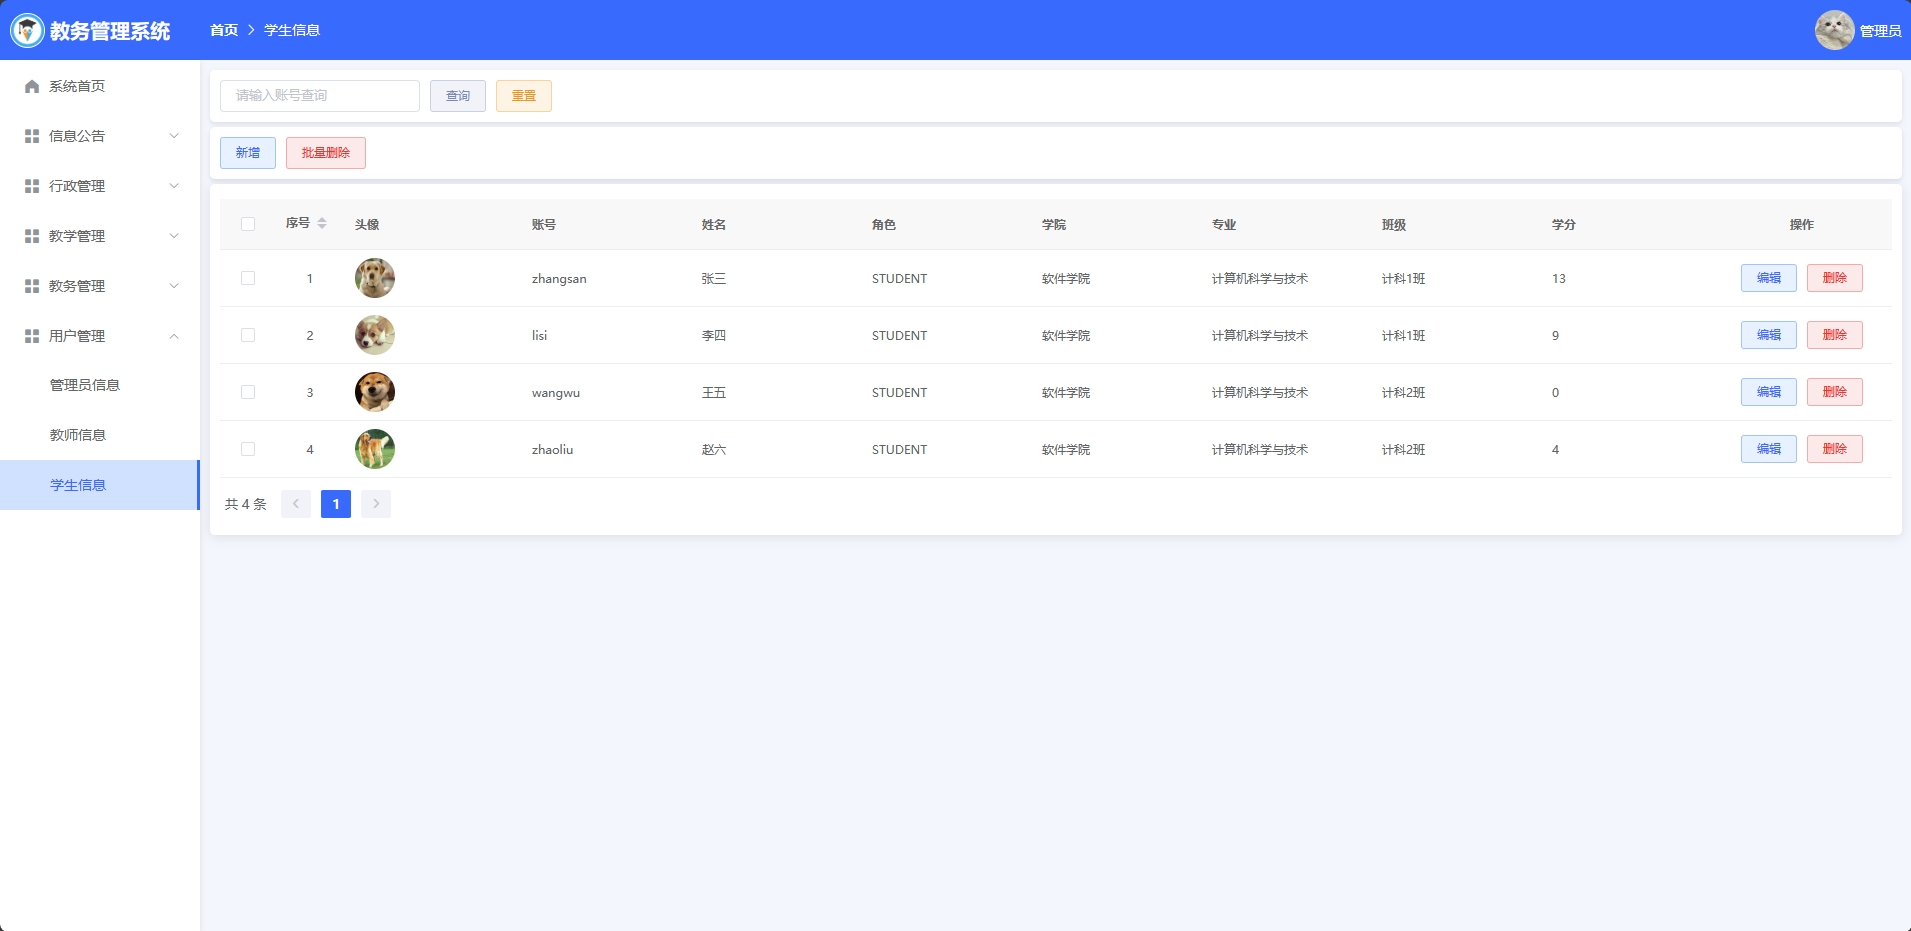 教务管理系统 首页 学生信息 管理员
系统首页
信息公告
行政管理
教学管理
教务管理
用户管理
管理员信息
教师信息
学生信息
请输入账号查询 查询 重置
新增 批量删除
序号 头像 账号 姓名 角色 学院 专业 班级 学分 操作
1 zhangsan 张三 STUDENT 软件学院 计算机科学与技术 计科1班 13 编辑 删除
2 lisi 李四 STUDENT 软件学院 计算机科学与技术 计科1班 9 编辑 删除
3 wangwu 王五 STUDENT 软件学院 计算机科学与技术 计科2班 0 编辑 删除
4 zhaoliu 赵六 STUDENT 软件学院 计算机科学与技术 计科2班 4 编辑 删除
共 4 条 1